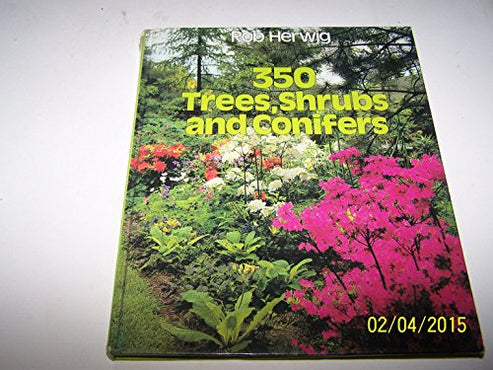 Rob Herwig
350
Trees, Shrubs
and Conifers
02/04/2015